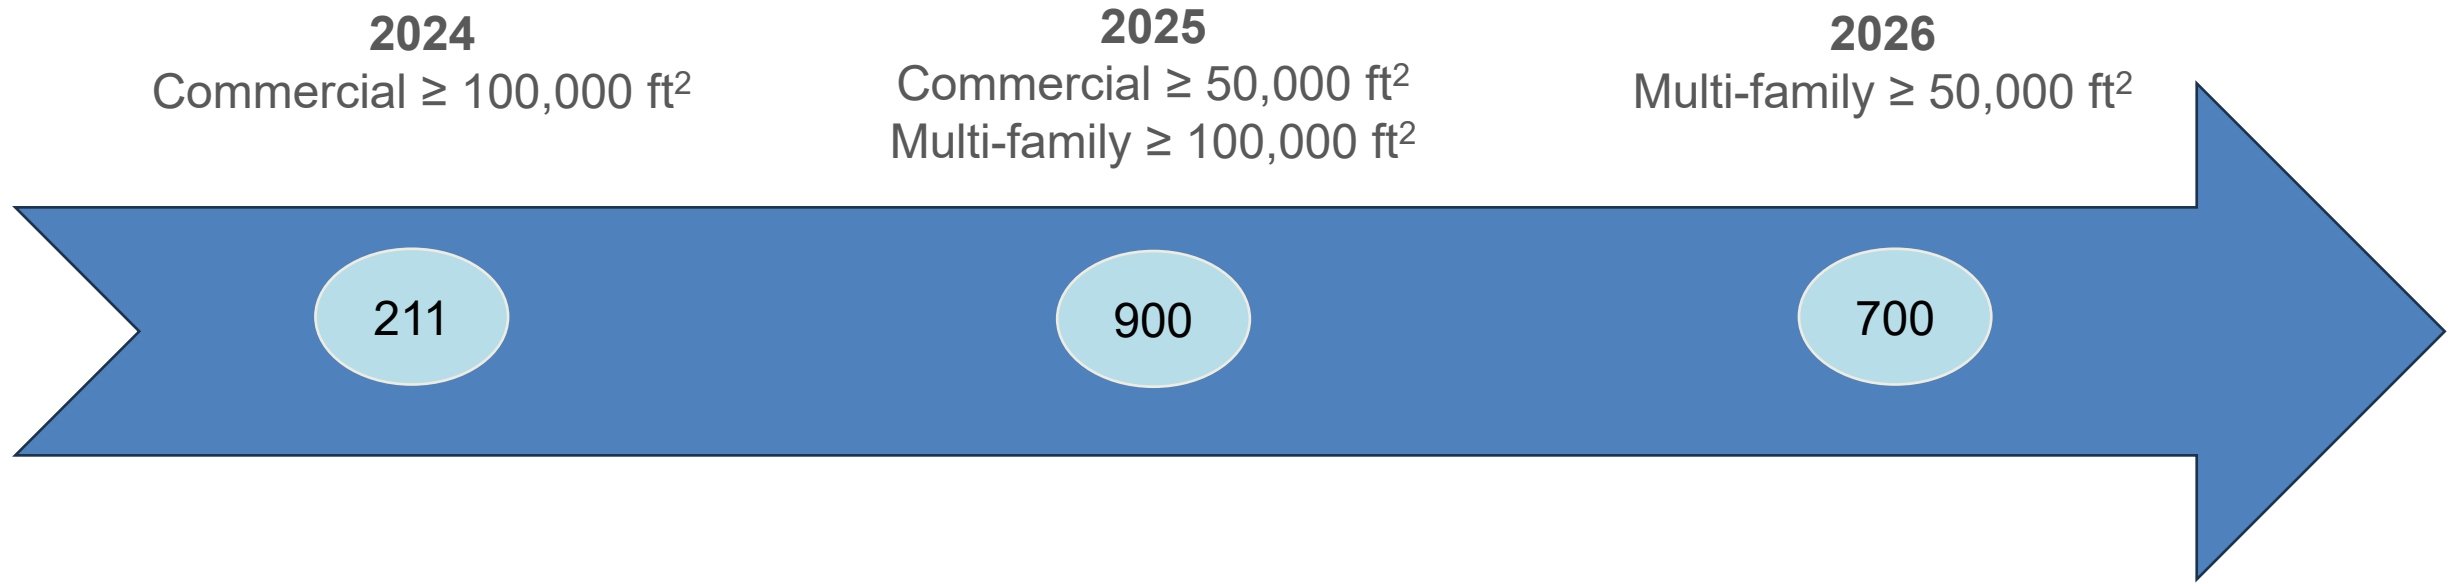 2024
Commercial ≥ 100,000 ft²
2025
Commercial ≥ 50,000 ft²
Multi-family ≥ 100,000 ft²
2026
Multi-family ≥ 50,000 ft²
211
900
700